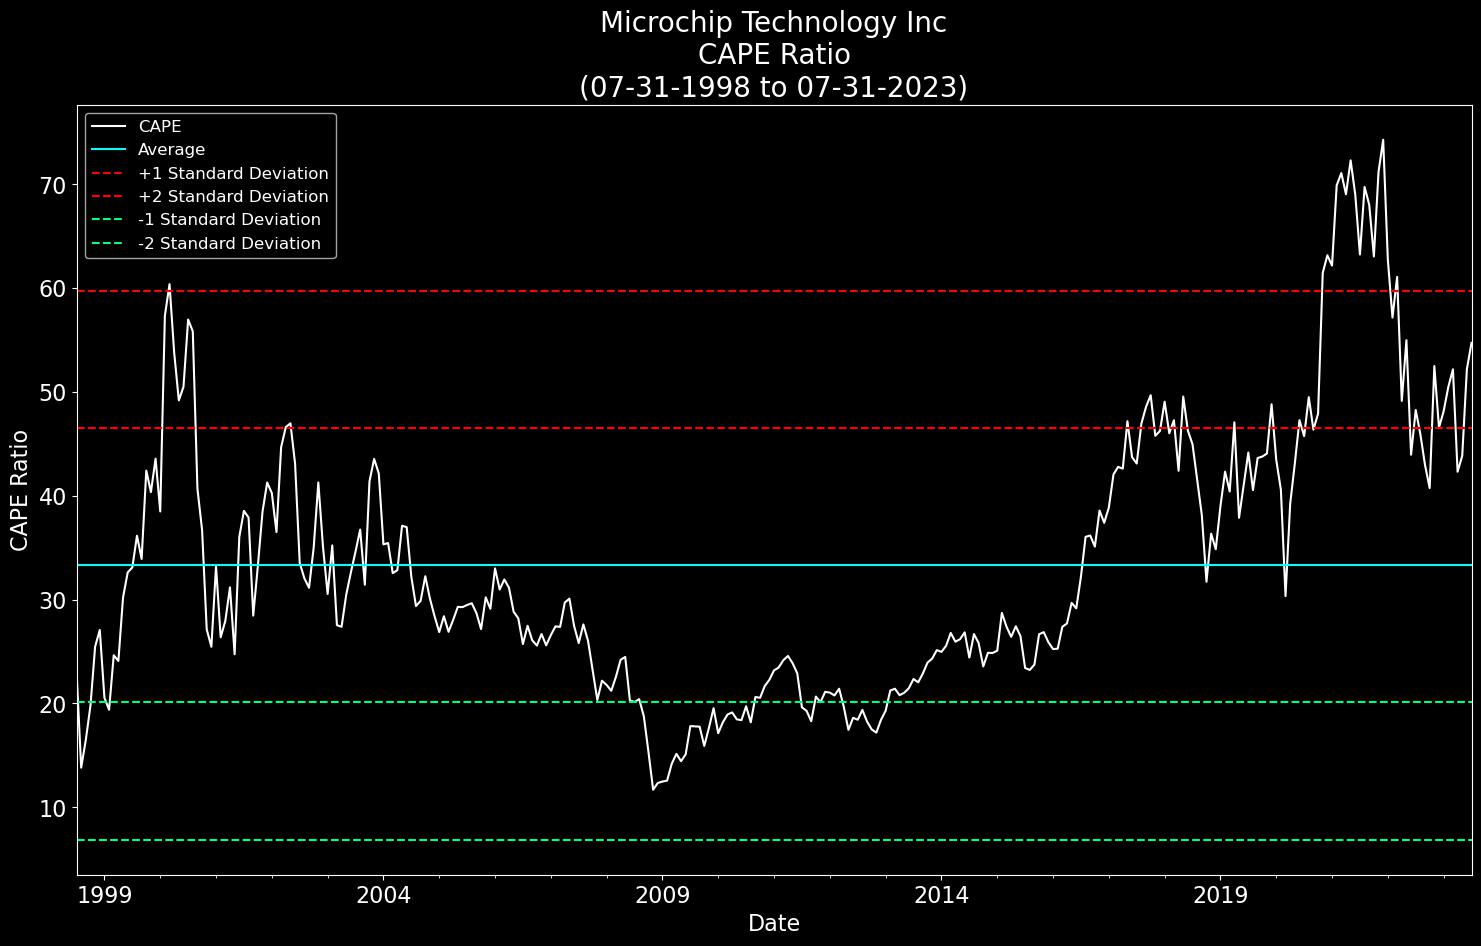 Microchip Technology Inc
CAPE Ratio
(07-31-1998 to 07-31-2023)
CAPE
Average
+1 Standard Deviation
+2 Standard Deviation
-1 Standard Deviation
-2 Standard Deviation
70
60
50
40
30
20
10
CAPE Ratio
1999 2004 2009 2014 2019
Date